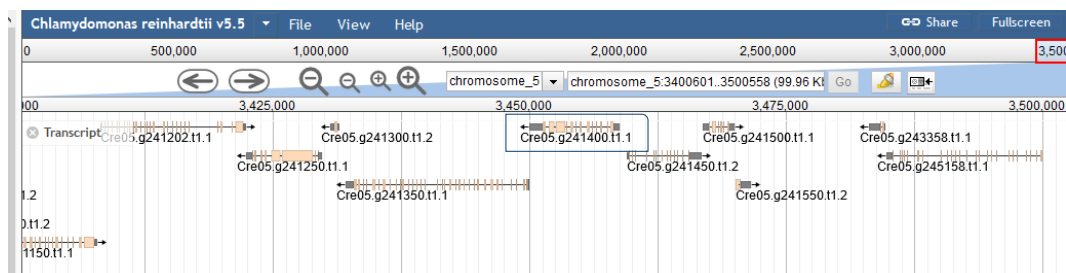 Chlamydomonas reinhardtii v5.5 File View Help Share Fullscreen
0 500,000 1,000,000 1,500,000 2,000,000 2,500,000 3,000,000 3,500
chromosome_5 chromosome_5:3400601..3500558 (99.96 Kb Go
00 3,425,000 3,450,000 3,475,000 3,500,000
Transcript Cre05.g241202.t1.1 Cre05.g241300.t1.2 Cre05.g241400.t1.1 Cre05.g241500.t1.1 Cre05.g243358.t1.1
Cre05.g241250.t1.1 Cre05.g241450.t1.2 Cre05.g245158.t1.1
1.2 Cre05.g241350.t1.1 Cre05.g241550.t1.2
0.t1.2
1150.t1.1